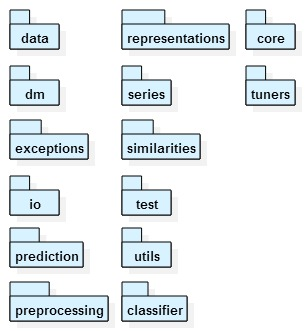 data
representations
core
dm
series
tuners
exceptions
similarities
io
test
prediction
utils
preprocessing
classifier